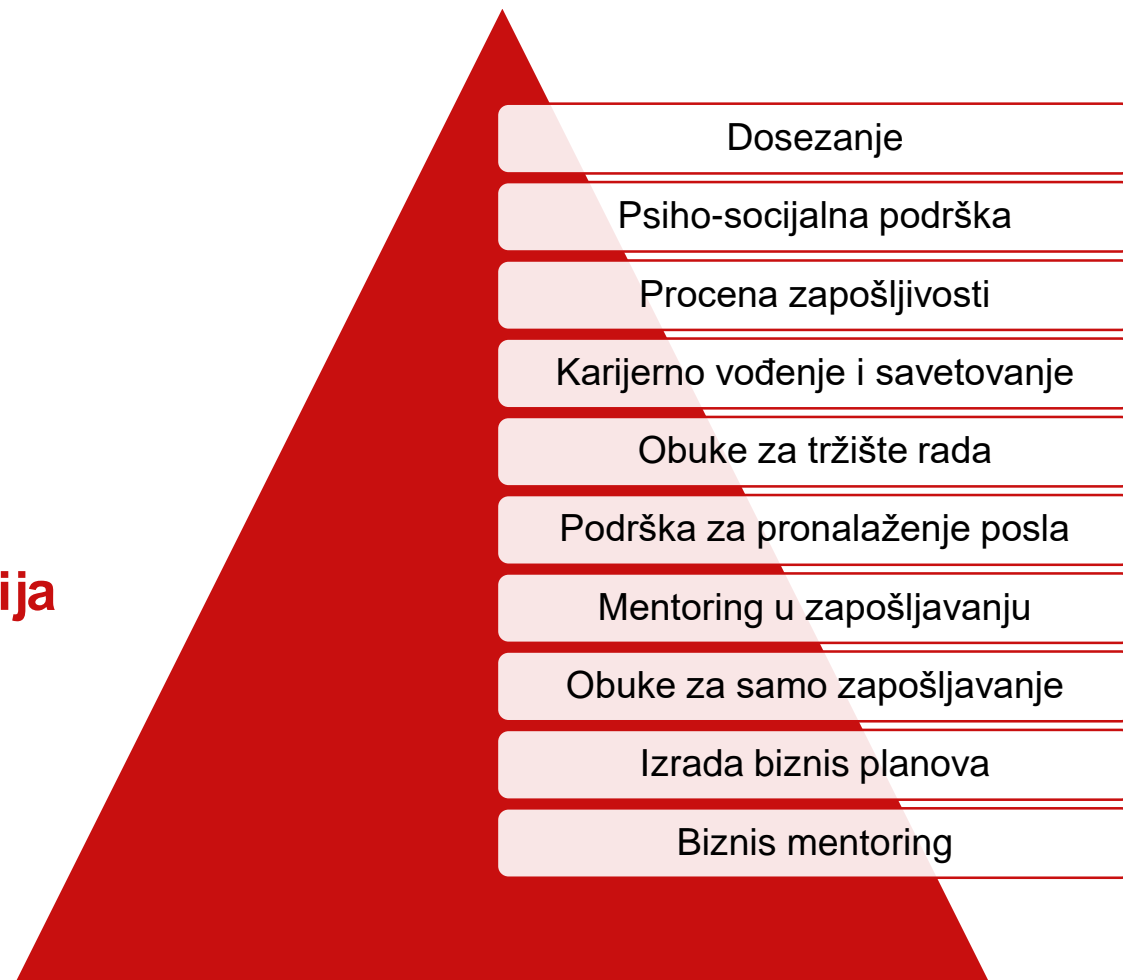 Dosezanje
Psiho-socijalna podrška
Procena zapošljivosti
Karijerno vođenje i savetovanje
Obuke za tržište rada
Podrška za pronalaženje posla
ija
Mentoring u zapošljavanju
Obuke za samo zapošljavanje
Izrada biznis planova
Biznis mentoring